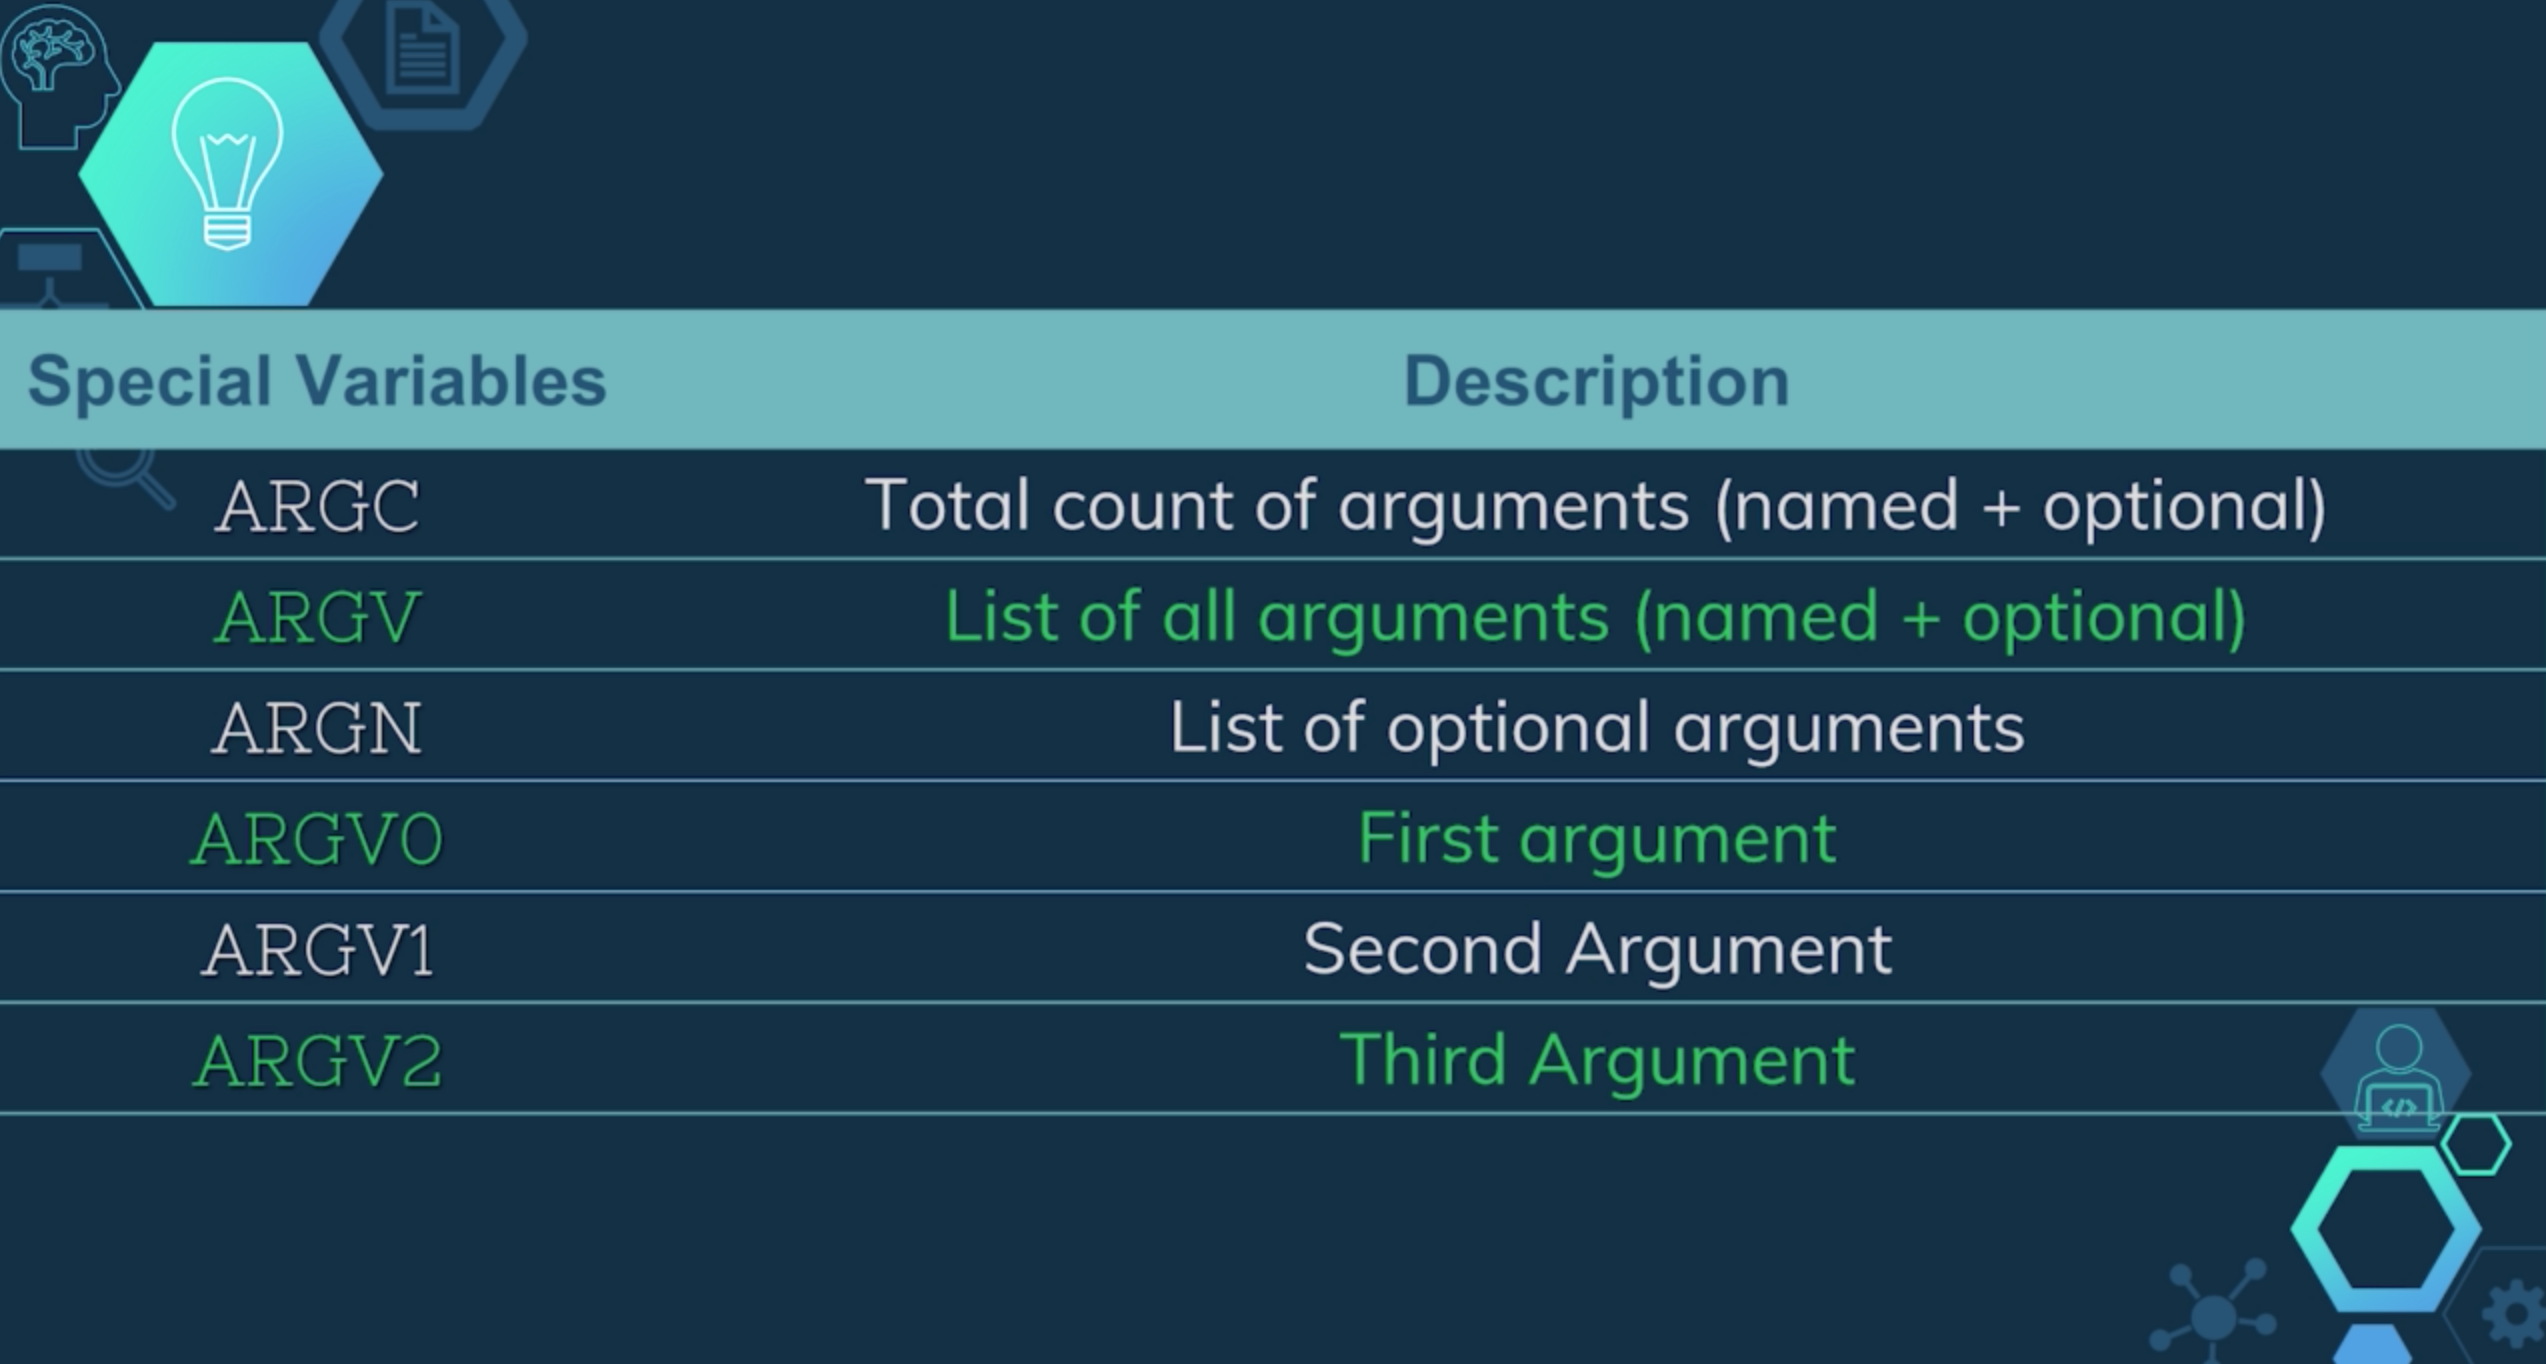 Special Variables Description
ARGC Total count of arguments (named + optional)
ARGV List of all arguments (named + optional)
ARGN List of optional arguments
ARGV0 First argument
ARGV1 Second Argument
ARGV2 Third Argument
</>